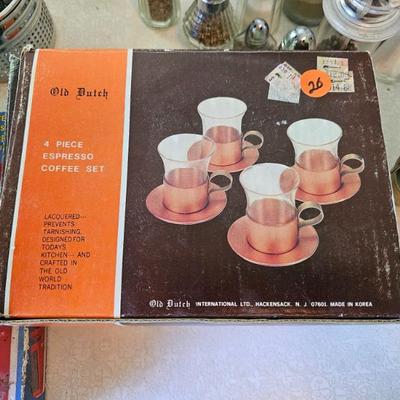 Old Dutch
4 PIECE
ESPRESSO
COFFEE SET
LACQUERED---
PREVENTS
TARNISHING,
DESIGNED FOR
TODAYS
KITCHEN--- AND
CRAFTED IN
THE OLD
WORLD
TRADITION
26
Old Dutch INTERNATIONAL LTD., HACKENSACK, N. J. 07601. MADE IN KOREA